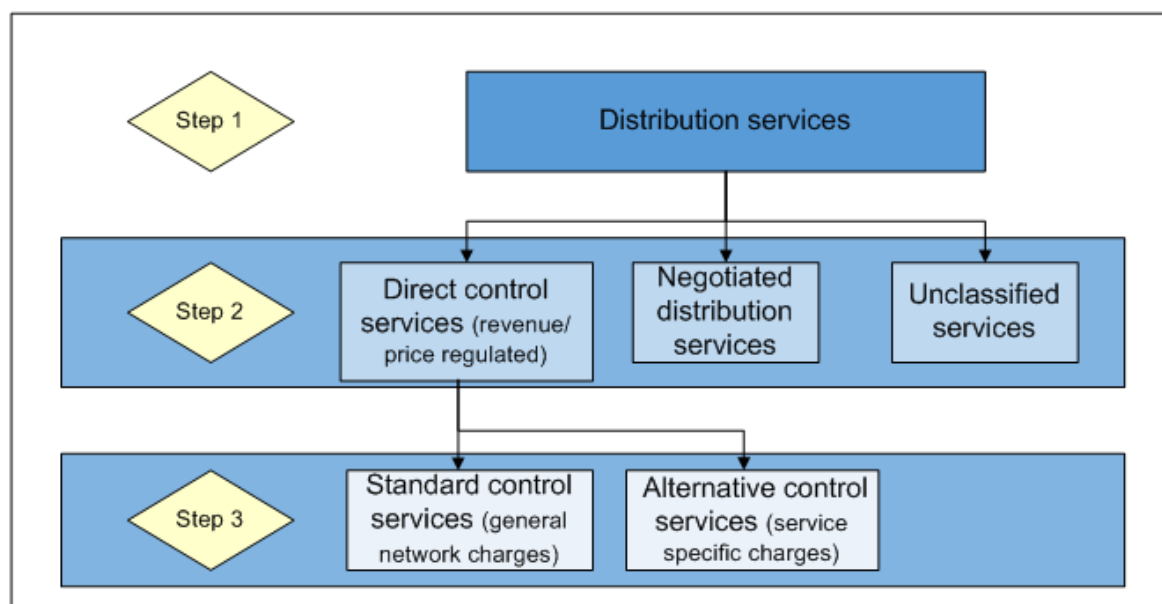 Step 1
Distribution services
Step 2
Direct control
services (revenue/
price regulated)
Negotiated
distribution
services
Unclassified
services
Step 3
Standard control
services (general
network charges)
Alternative control
services (service
specific charges)